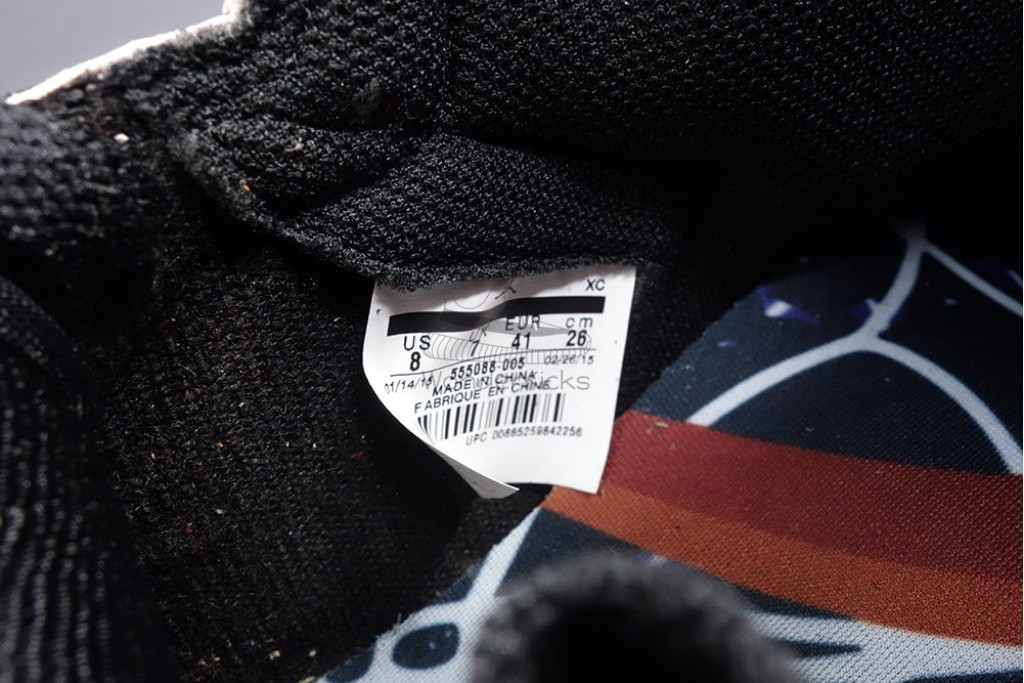 XC
US EUR cm
8 7 41 26
555088-005
01/14/15 02/26/15
MADE IN CHINA
FABRIQUE EN CHINE
UPC 00885259842256